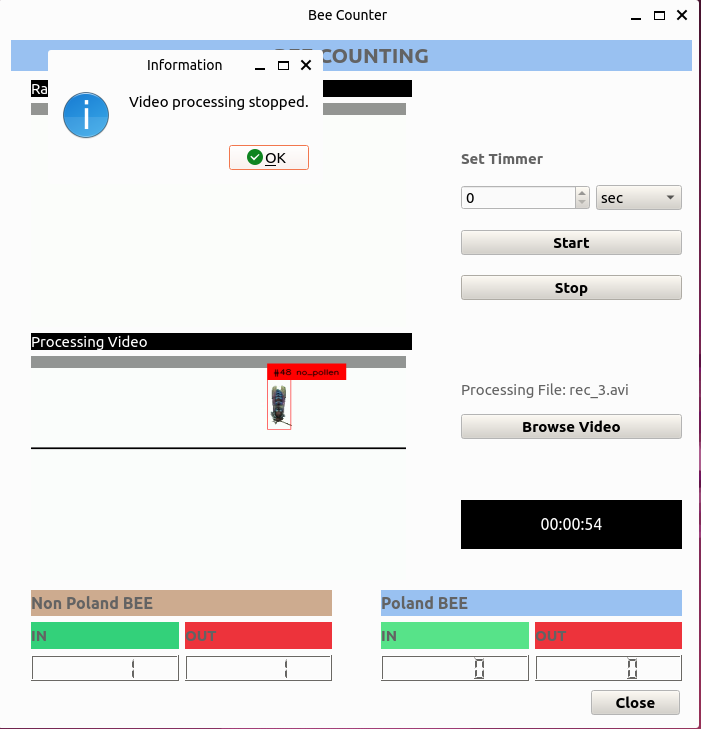 Bee Counter
COUNTING
Information
Ra
Video processing stopped.
OK
Set Timmer
0
sec
Start
Stop
Processing Video
#48 no_pollen
Processing File: rec_3.avi
Browse Video
00:00:54
Non Poland BEE
Poland BEE
IN
OUT
IN
OUT
1
1
0
0
Close